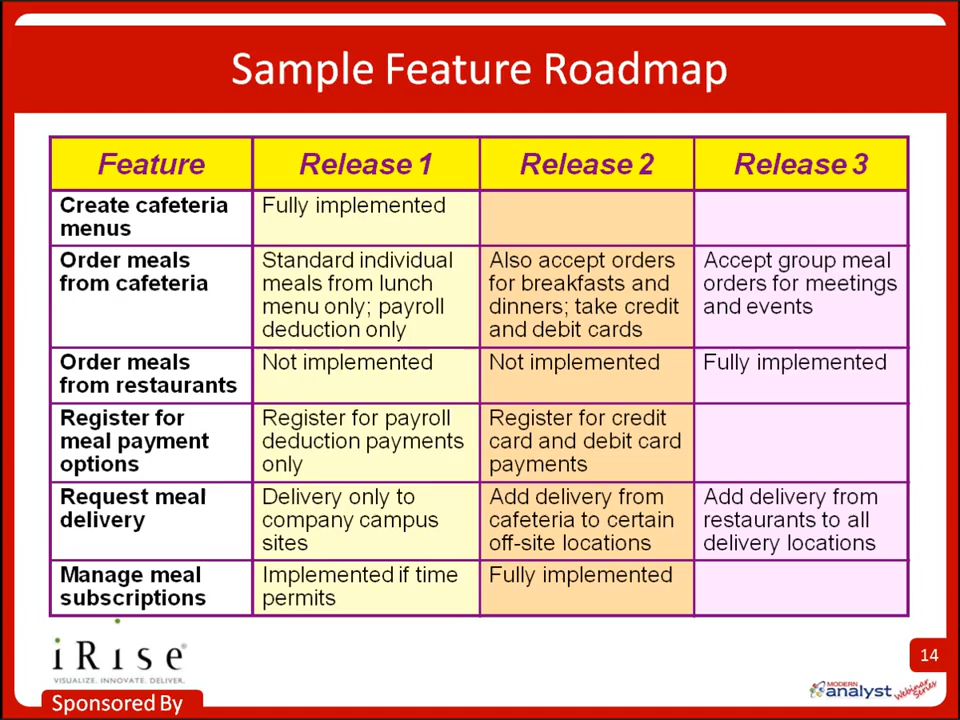 Sample Feature Roadmap
Feature
Release 1
Release 2
Release 3
Create cafeteria
menus
Fully implemented
Order meals
from cafeteria
Standard individual
meals from lunch
menu only; payroll
deduction only
Also accept orders
for breakfasts and
dinners; take credit
and debit cards
Accept group meal
orders for meetings
and events
Order meals
from restaurants
Not implemented
Not implemented
Fully implemented
Register for
meal payment
options
Register for payroll
deduction payments
only
Register for credit
card and debit card
payments
Request meal
delivery
Delivery only to
company campus
sites
Add delivery from
cafeteria to certain
off-site locations
Add delivery from
restaurants to all
delivery locations
Manage meal
subscriptions
Implemented if time
permits
Fully implemented
iRise®
VISUALIZE. INNOVATE. DELIVER.
Sponsored By
14
MODERN
analyst
Webinar
Series